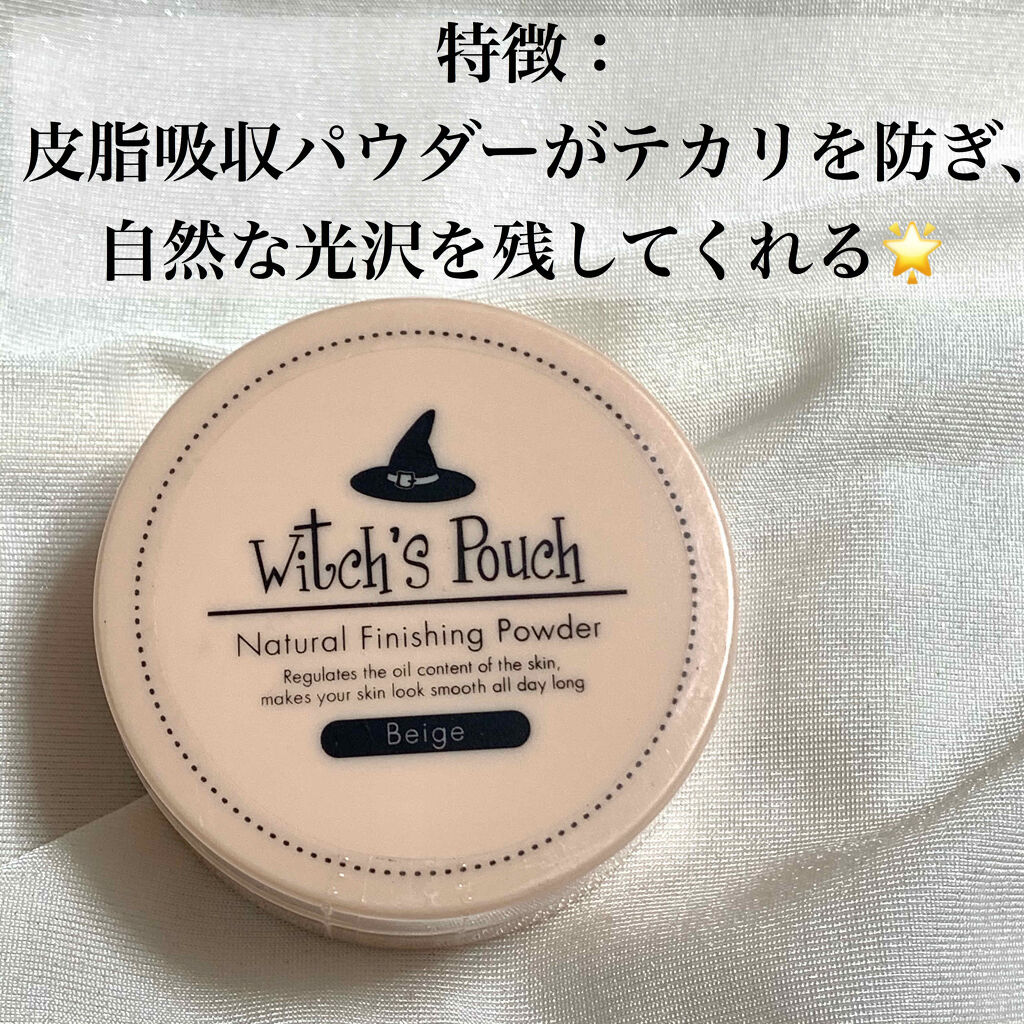 特徴：
皮脂吸収パウダーがテカリを防ぎ、
自然な光沢を残してくれる🌟
Witch's Pouch
Natural Finishing Powder
Regulates the oil content of the skin,
makes your skin look smooth all day long
Beige